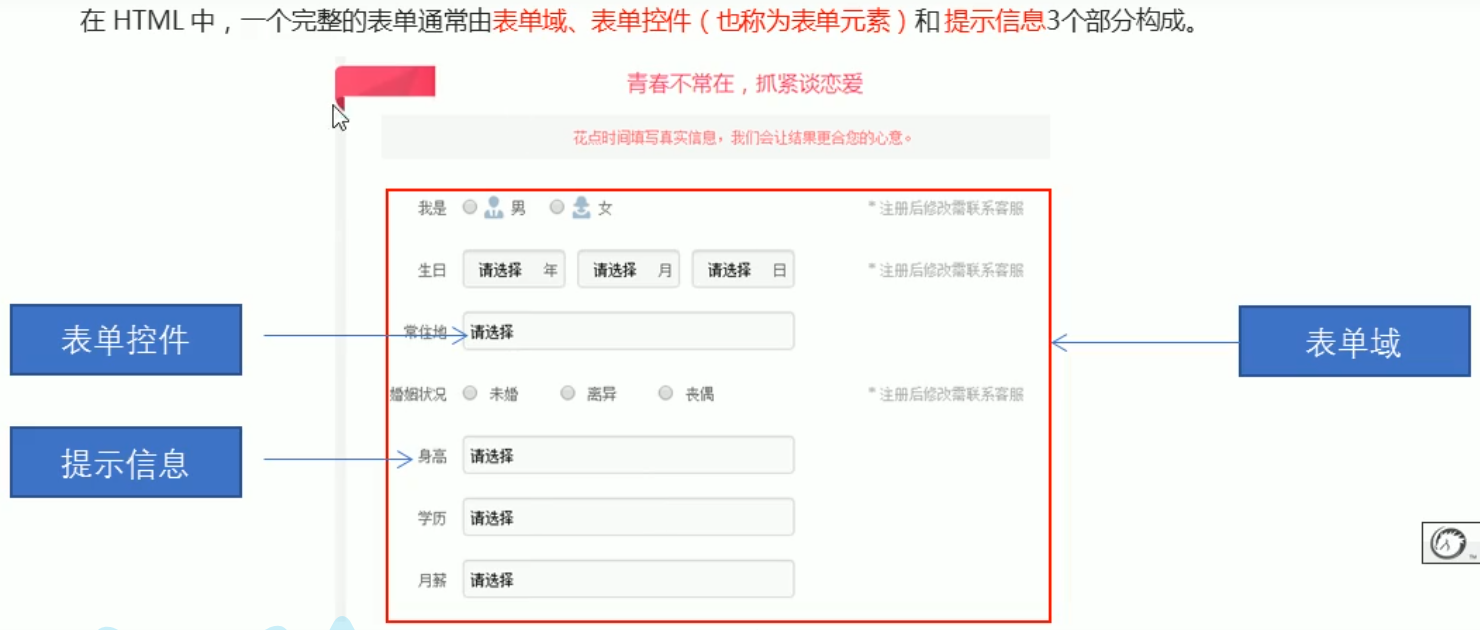 在 HTML 中，一个完整的表单通常由表单域、表单控件（也称为表单元素）和 提示信息3个部分构成。
青春不常在，抓紧谈恋爱
花点时间填写真实信息，我们会让结果更合您的心意。
我是 男 女 * 注册后修改需联系客服
生日 请选择 年 请选择 月 请选择 日 * 注册后修改需联系客服
表单控件
常住地 请选择
表单域
婚姻状况 未婚 离异 丧偶 * 注册后修改需联系客服
提示信息
身高 请选择
学历 请选择
月薪 请选择